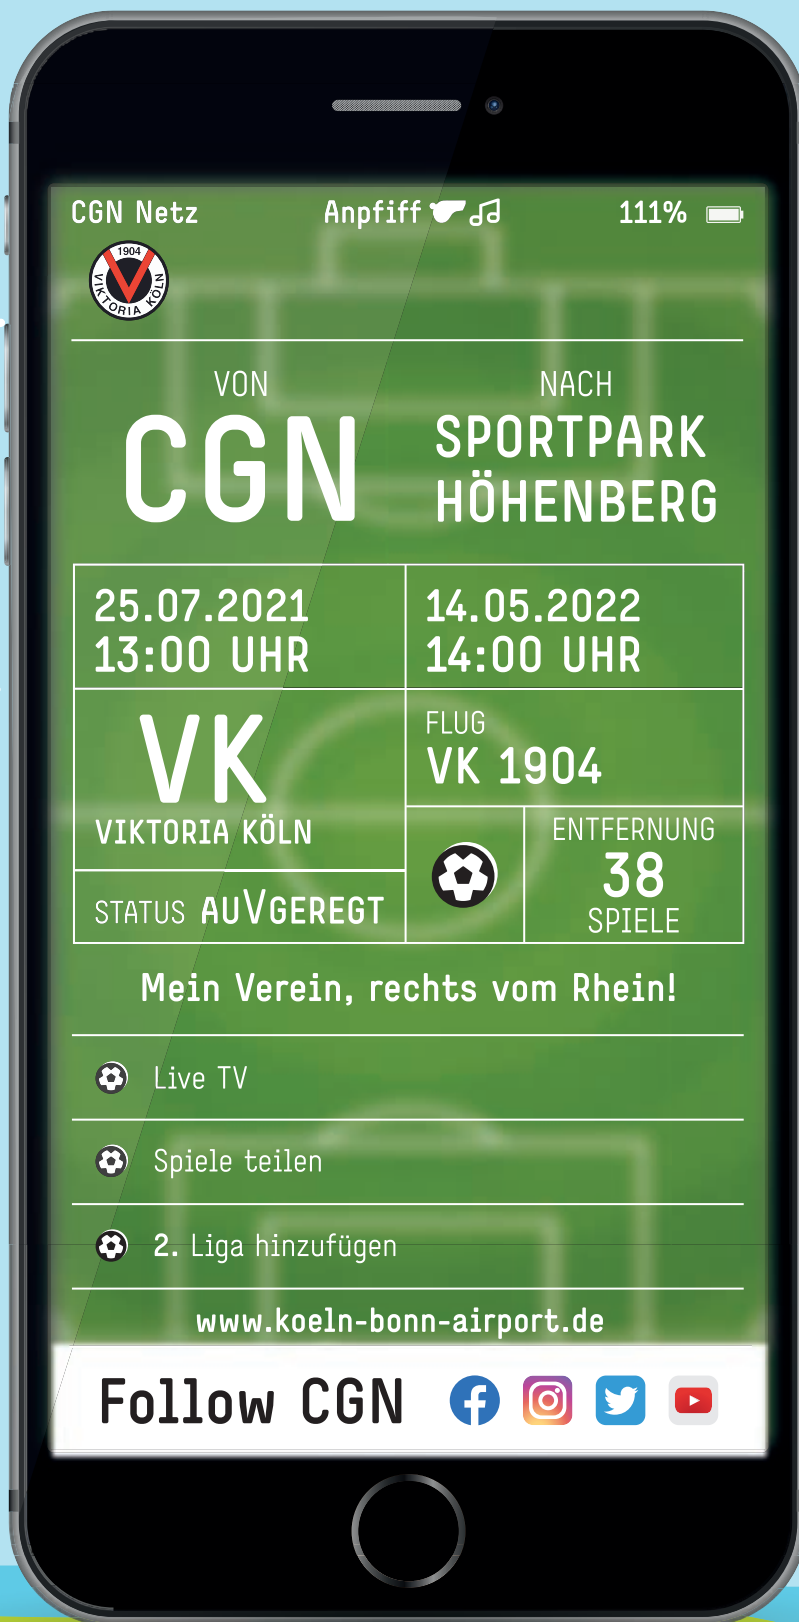 CGN Netz
Anpfiff
111%
1904
VIKTORIA KÖLN
VON
CGN
NACH
SPORTPARK
HÖHENBERG
25.07.2021
13:00 UHR
14.05.2022
14:00 UHR
VK
VIKTORIA KÖLN
FLUG
VK 1904
STATUS AUVGEREGT
ENTFERNUNG
38
SPIELE
Mein Verein, rechts vom Rhein!
Live TV
Spiele teilen
2. Liga hinzufügen
www.koeln-bonn-airport.de
Follow CGN